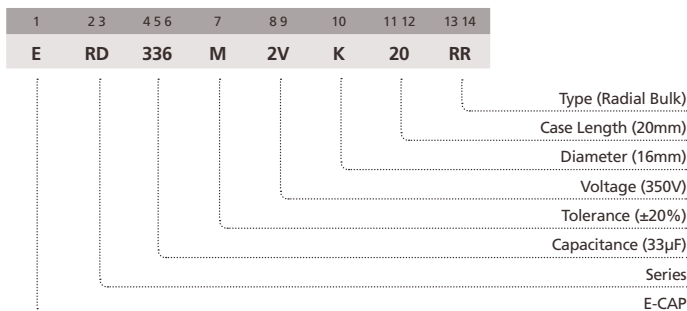 1 2 3 4 5 6 7 8 9 10 11 12 13 14
E RD 336 M 2V K 20 RR
Type (Radial Bulk)
Case Length (20mm)
Diameter (16mm)
Voltage (350V)
Tolerance (±20%)
Capacitance (33µF)
Series
E-CAP